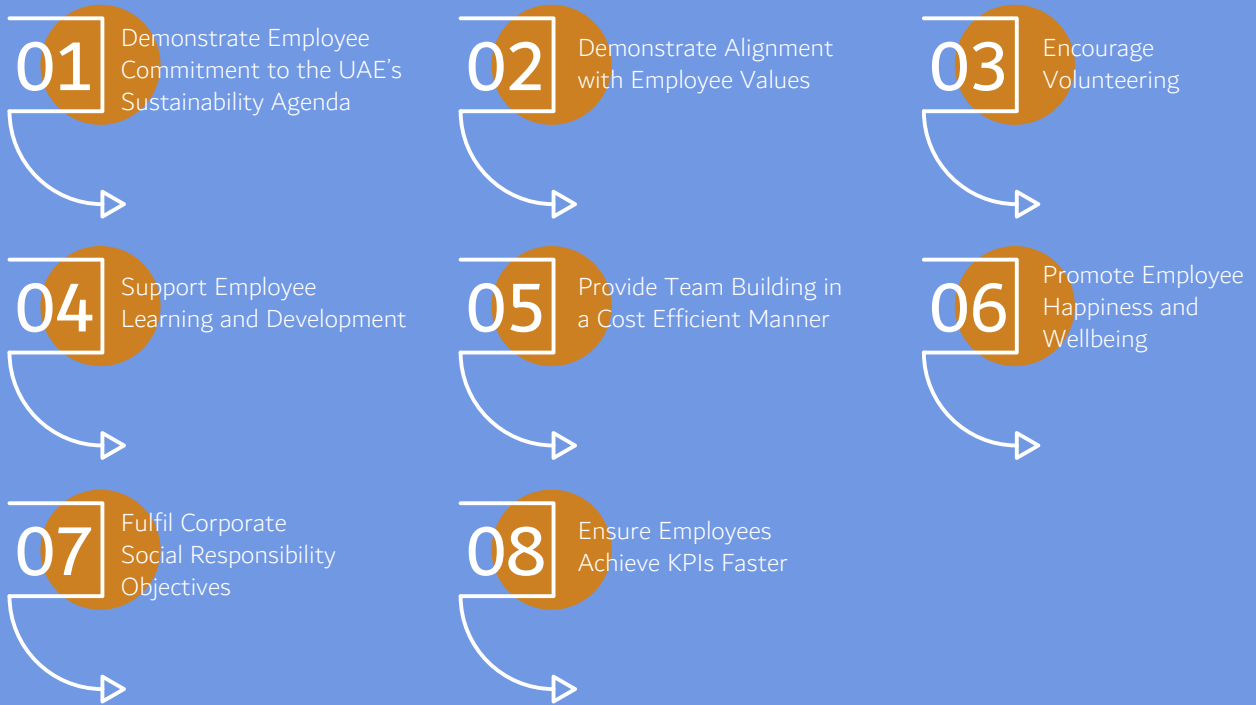 01
Demonstrate Employee
Commitment to the UAE's
Sustainability Agenda
02
Demonstrate Alignment
with Employee Values
03
Encourage
Volunteering
04
Support Employee
Learning and Development
05
Provide Team Building in
a Cost Efficient Manner
06
Promote Employee
Happiness and
Wellbeing
07
Fulfil Corporate
Social Responsibility
Objectives
08
Ensure Employees
Achieve KPIs Faster